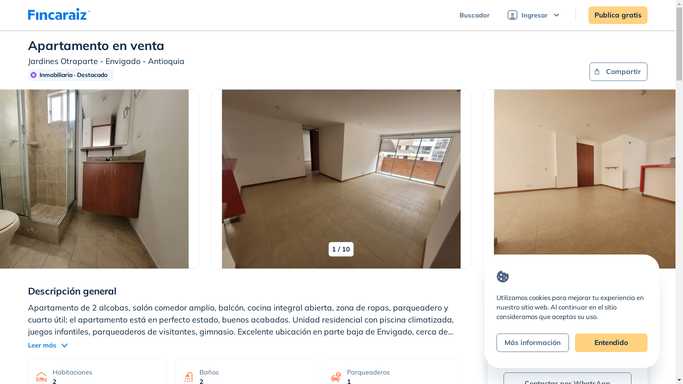 Fincaraiz
Buscador
Ingresar
Publica gratis
Apartamento en venta
Jardines Otraparte - Envigado - Antioquia
Inmobiliaria · Destacado
Compartir
1 / 10
Descripción general
Apartamento de 2 alcobas, salón comedor amplio, balcón, cocina integral abierta, zona de ropas, parqueadero y
cuarto útil; el apartamento está en perfecto estado, buenos acabados. Unidad residencial con piscina climatizada,
juegos infantiles, parqueaderos de visitantes, gimnasio. Excelente ubicación en parte baja de Envigado, cerca de...
Leer más
Habitaciones
2
Baños
2
Parqueaderos
1
Utilizamos cookies para mejorar tu experiencia en
nuestro sitio web. Al continuar en el sitio
consideramos que aceptas su uso.
Más información
Entendido
Contactar por WhatsApp